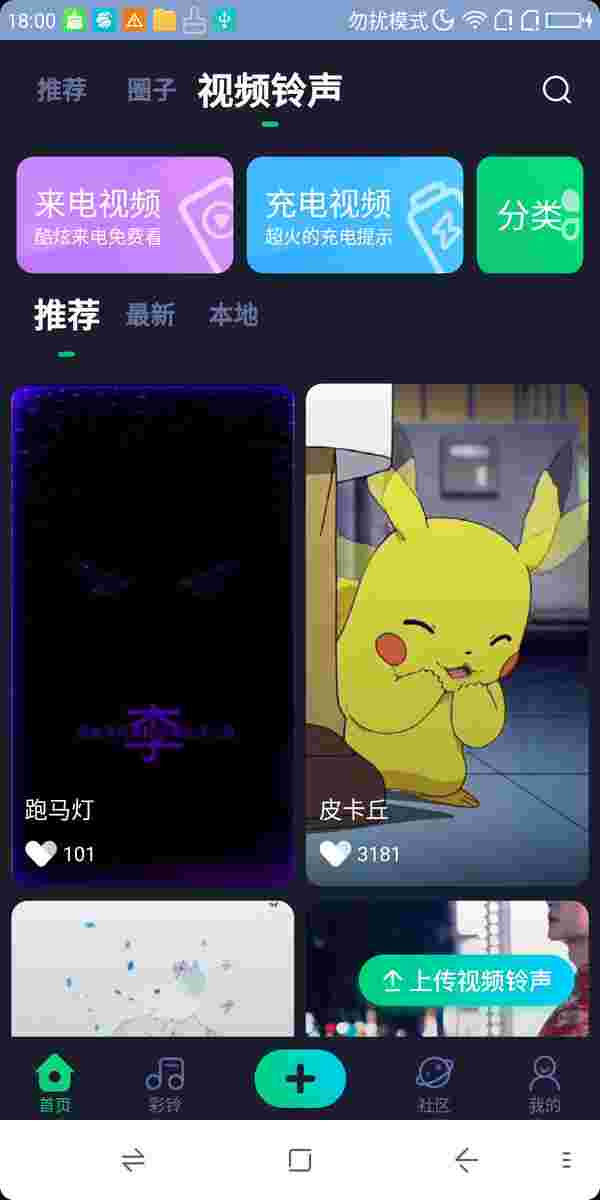 18:00 勿扰模式
推荐 圈子 视频铃声
来电视频
酷炫来电免费看
充电视频
超火的充电提示
分类
推荐 最新 本地
李
跑马灯
101
皮卡丘
3181
上传视频铃声
首页 彩铃 社区 我的